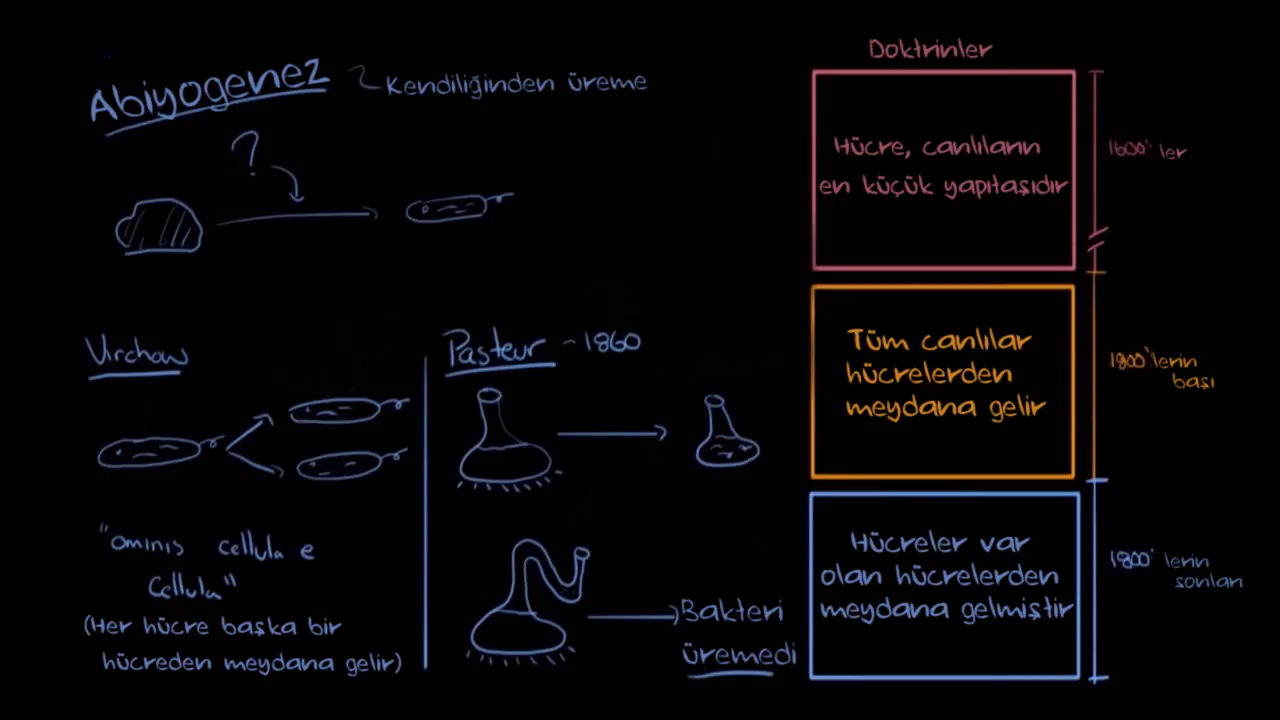 Abiyogenez
Kendiliğinden üreme
?
Virchow
"ominis cellula e
Cellula"
(Her hücre başka bir
hücreden meydana gelir)
Pasteur ~1860
Bakteri
üremedi
Doktrinler
Hücre, canlıların
en küçük yapıtaşıdır
1600' ler
Tüm canlılar
hücrelerden
meydana gelir
1800'lerin
başı
Hücreler var
olan hücrelerden
meydana gelmiştir
1800' lerin
sonları